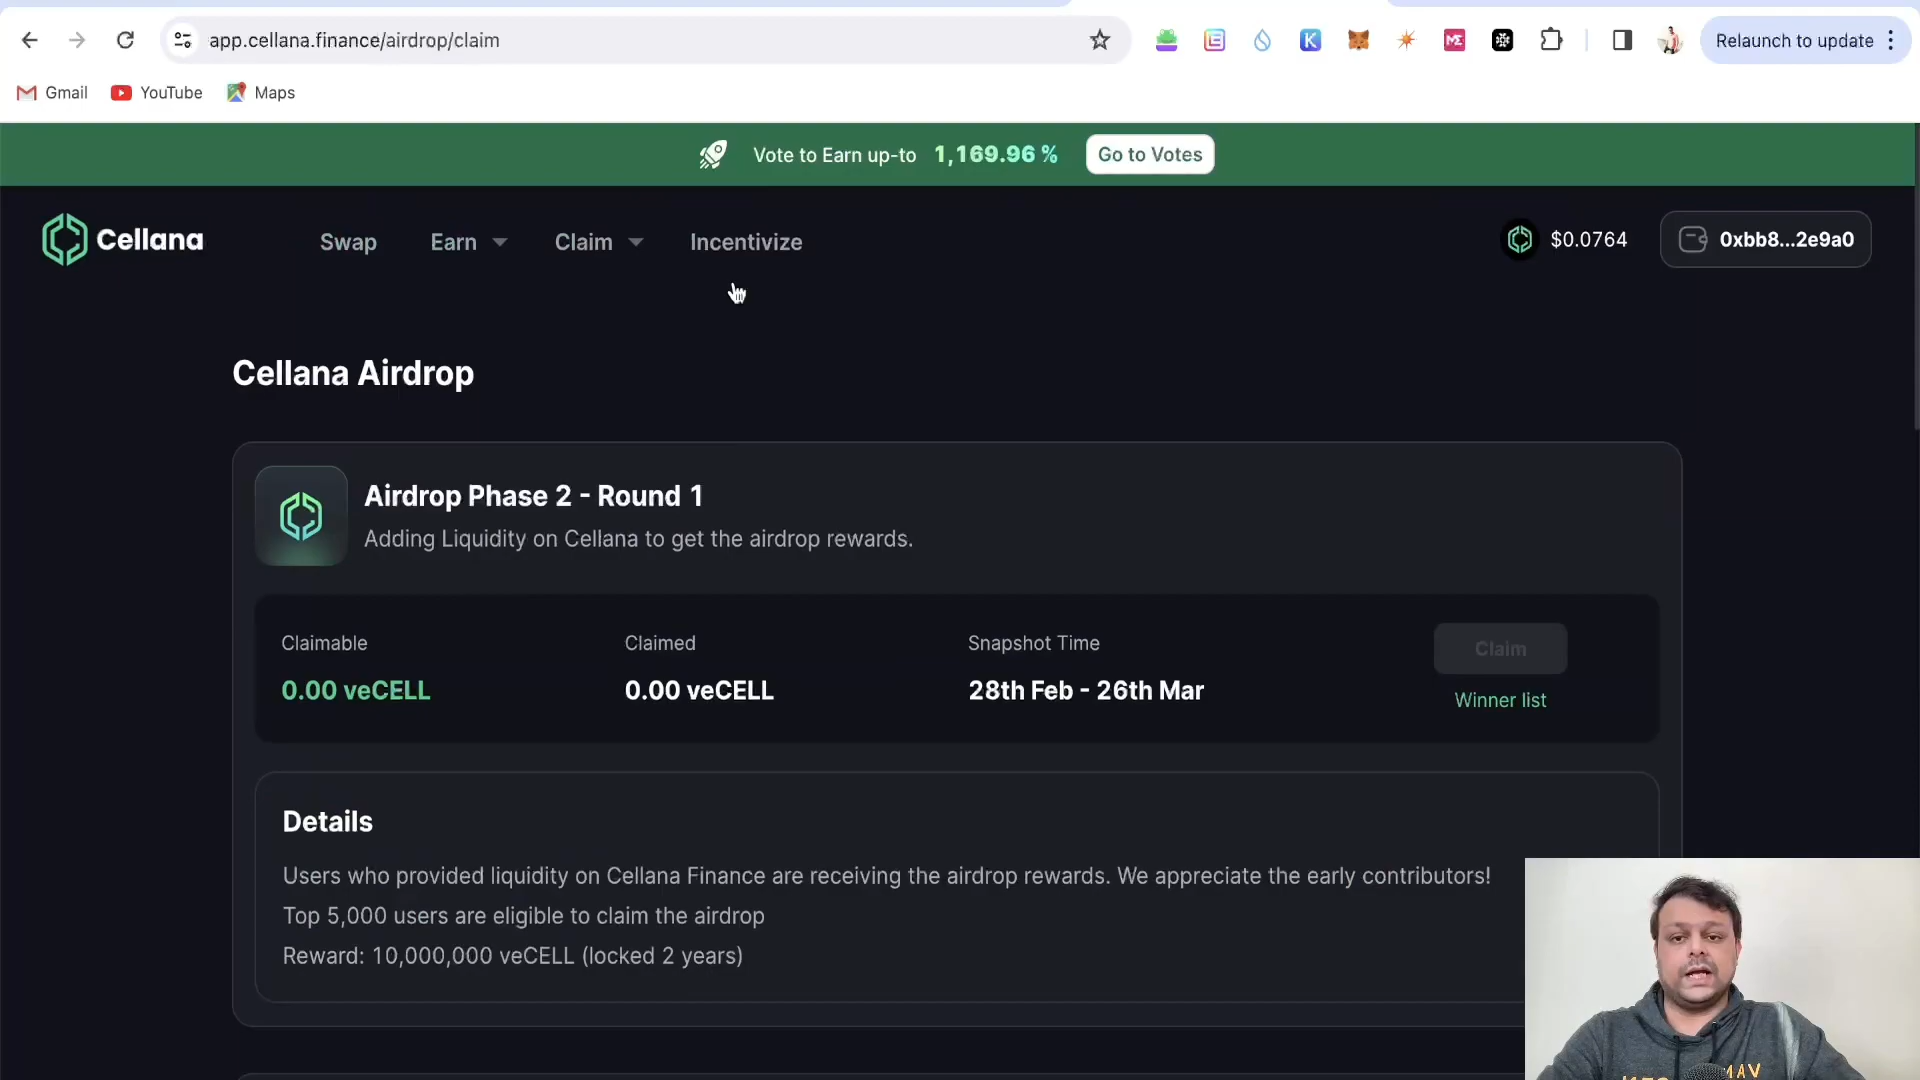 app.cellana.finance/airdrop/claim
Relaunch to update
Gmail
YouTube
Maps
Vote to Earn up-to 1,169.96 %
Go to Votes
Cellana
Swap
Earn
Claim
Incentivize
$0.0764
0xbb8...2e9a0
Cellana Airdrop
Airdrop Phase 2 - Round 1
Adding Liquidity on Cellana to get the airdrop rewards.
Claimable
Claimed
Snapshot Time
Claim
0.00 veCELL
0.00 veCELL
28th Feb - 26th Mar
Winner list
Details
Users who provided liquidity on Cellana Finance are receiving the airdrop rewards. We appreciate the early contributors!
Top 5,000 users are eligible to claim the airdrop
Reward: 10,000,000 veCELL (locked 2 years)